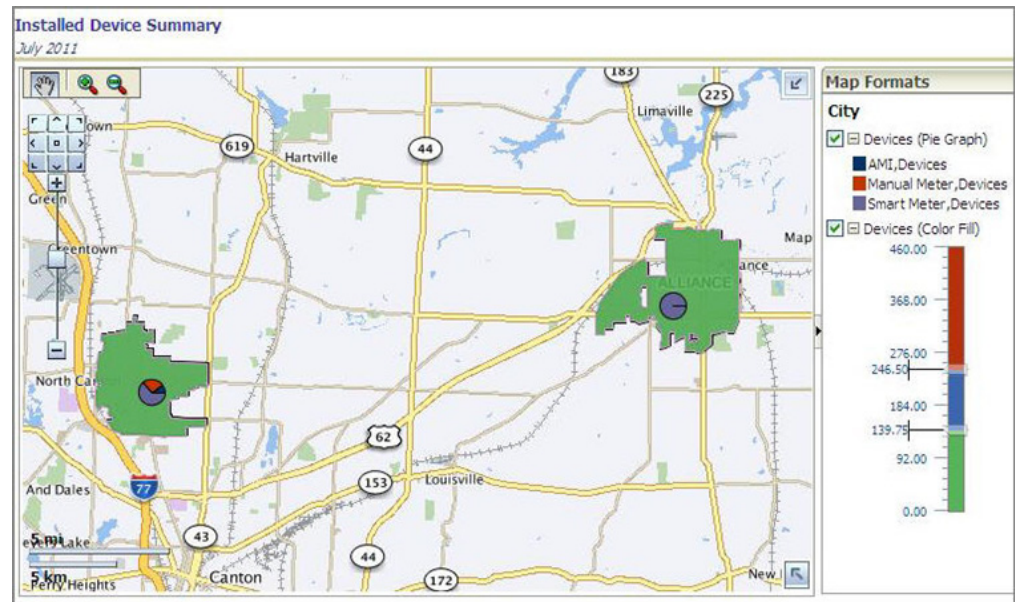 Installed Device Summary
July 2011
183
225
Limaville
619
Hartville
44
Green
Greentown
Map
ALLIANCE
ance
North Ca
62
And Dales
77
153
Louisville
43
Lake
5 mi
44
5 km
Perry Heights
Canton
172
New
Map Formats
City
Devices (Pie Graph)
AMI,Devices
Manual Meter,Devices
Smart Meter,Devices
Devices (Color Fill)
460.00
368.00
276.00
246.50
184.00
139.75
92.00
0.00